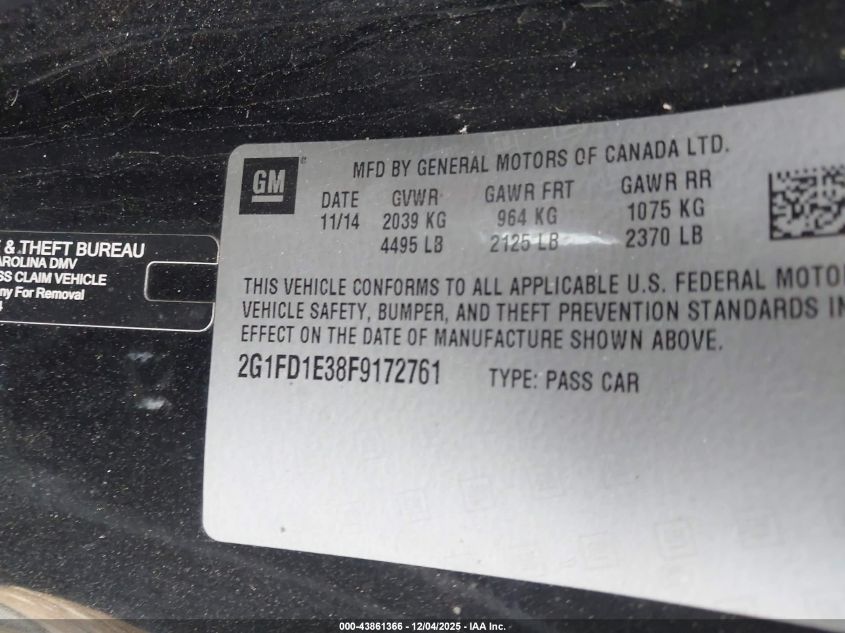 GM
MFD BY GENERAL MOTORS OF CANADA LTD.
DATE GVWR GAWR FRT GAWR RR
11/14 2039 KG 964 KG 1075 KG
4495 LB 2125 LB 2370 LB
THIS VEHICLE CONFORMS TO ALL APPLICABLE U.S. FEDERAL MOTOR
VEHICLE SAFETY, BUMPER, AND THEFT PREVENTION STANDARDS IN
EFFECT ON THE DATE OF MANUFACTURE SHOWN ABOVE.
2G1FD1E38F9172761 TYPE: PASS CAR
& THEFT BUREAU
AROLINA DMV
SS CLAIM VEHICLE
ny For Removal
000-43861366 - 12/04/2025 - IAA Inc.